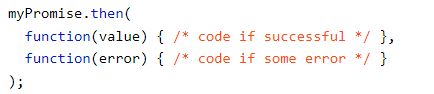 myPromise.then(
  function(value) { /* code if successful */ },
  function(error) { /* code if some error */ }
);